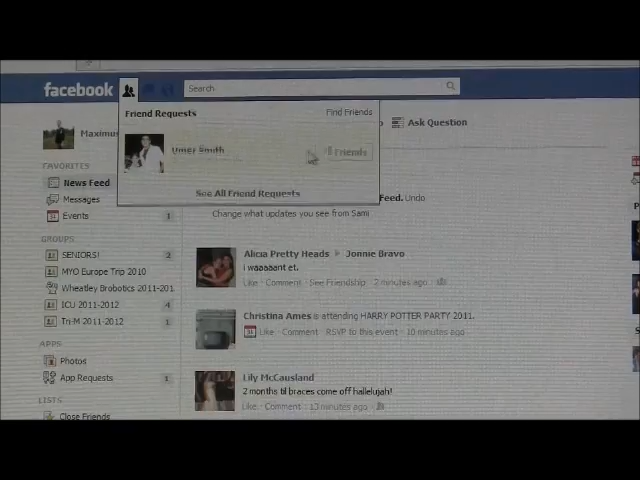 facebook
Search
Friend Requests
Find Friends
Maximus
Smith
Friends
See All Friend Requests
Ask Question
FAVORITES
News Feed
Messages
Events 1
Feed. Undo
Change what updates you see from Sami
GROUPS
SENIORS! 2
MYO Europe Trip 2010
Wheatley Brobotics 2011-201
ICU 2011-2012 4
Tri-M 2011-2012 1
APPS
Photos
App Requests 1
LISTS
Close Friends
Alicia Pretty Heads ▸ Jonnie Bravo
i waaaaant et.
Like · Comment · See Friendship · 2 minutes ago
Christina Ames is attending HARRY POTTER PARTY 2011.
31 Like · Comment · RSVP to this event · 10 minutes ago
Lily McCausland
2 months til braces come off hallelujah!
Like · Comment · 13 minutes ago